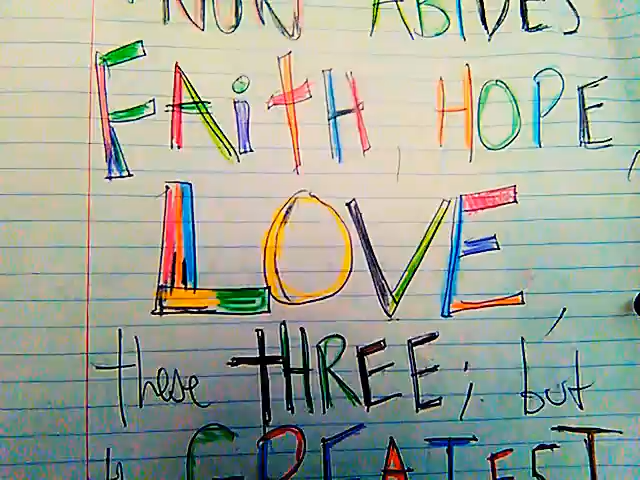 NOW ABIDES
FAiTH, HOPE,
LOVE,
these THREE; but
GREATEST